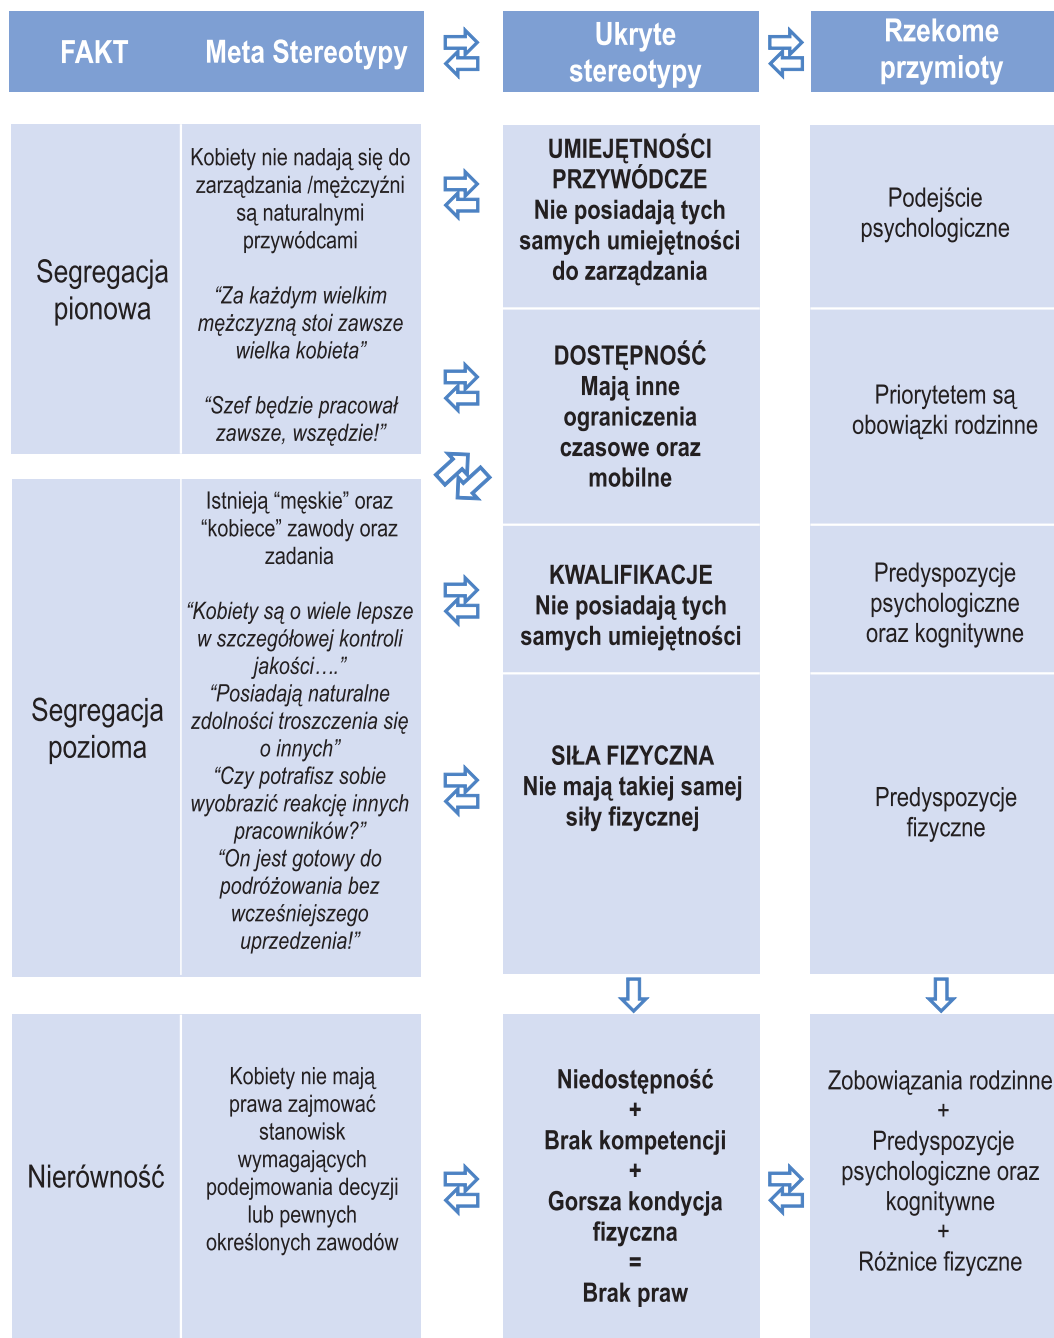 FAKT
Meta Stereotypy
Ukryte
stereotypy
Rzekome
przymioty
Segregacja
pionowa
Kobiety nie nadają się do
zarządzania /mężczyźni
są naturalnymi
przywódcami
“Za każdym wielkim
mężczyzną stoi zawsze
wielka kobieta”
“Szef będzie pracował
zawsze, wszędzie!”
UMIEJĘTNOŚCI
PRZYWÓDCZE
Nie posiadają tych
samych umiejętności
do zarządzania
Podejście
psychologiczne
DOSTĘPNOŚĆ
Mają inne
ograniczenia
czasowe oraz
mobilne
Priorytetem są
obowiązki rodzinne
Segregacja
pozioma
Istnieją “męskie” oraz
“kobiece” zawody oraz
zadania
“Kobiety są o wiele lepsze
w szczegółowej kontroli
jakości….”
“Posiadają naturalne
zdolności troszczenia się
o innych”
“Czy potrafisz sobie
wyobrazić reakcję innych
pracowników?”
“On jest gotowy do
podróżowania bez
wcześniejszego
uprzedzenia!”
KWALIFIKACJE
Nie posiadają tych
samych umiejętności
Predyspozycje
psychologiczne
oraz kognitywne
SIŁA FIZYCZNA
Nie mają takiej samej
siły fizycznej
Predyspozycje
fizyczne
Nierówność
Kobiety nie mają
prawa zajmować
stanowisk
wymagających
podejmowania decyzji
lub pewnych
określonych zawodów
Niedostępność
+
Brak kompetencji
+
Gorsza kondycja
fizyczna
=
Brak praw
Zobowiązania rodzinne
+
Predyspozycje
psychologiczne oraz
kognitywne
+
Różnice fizyczne